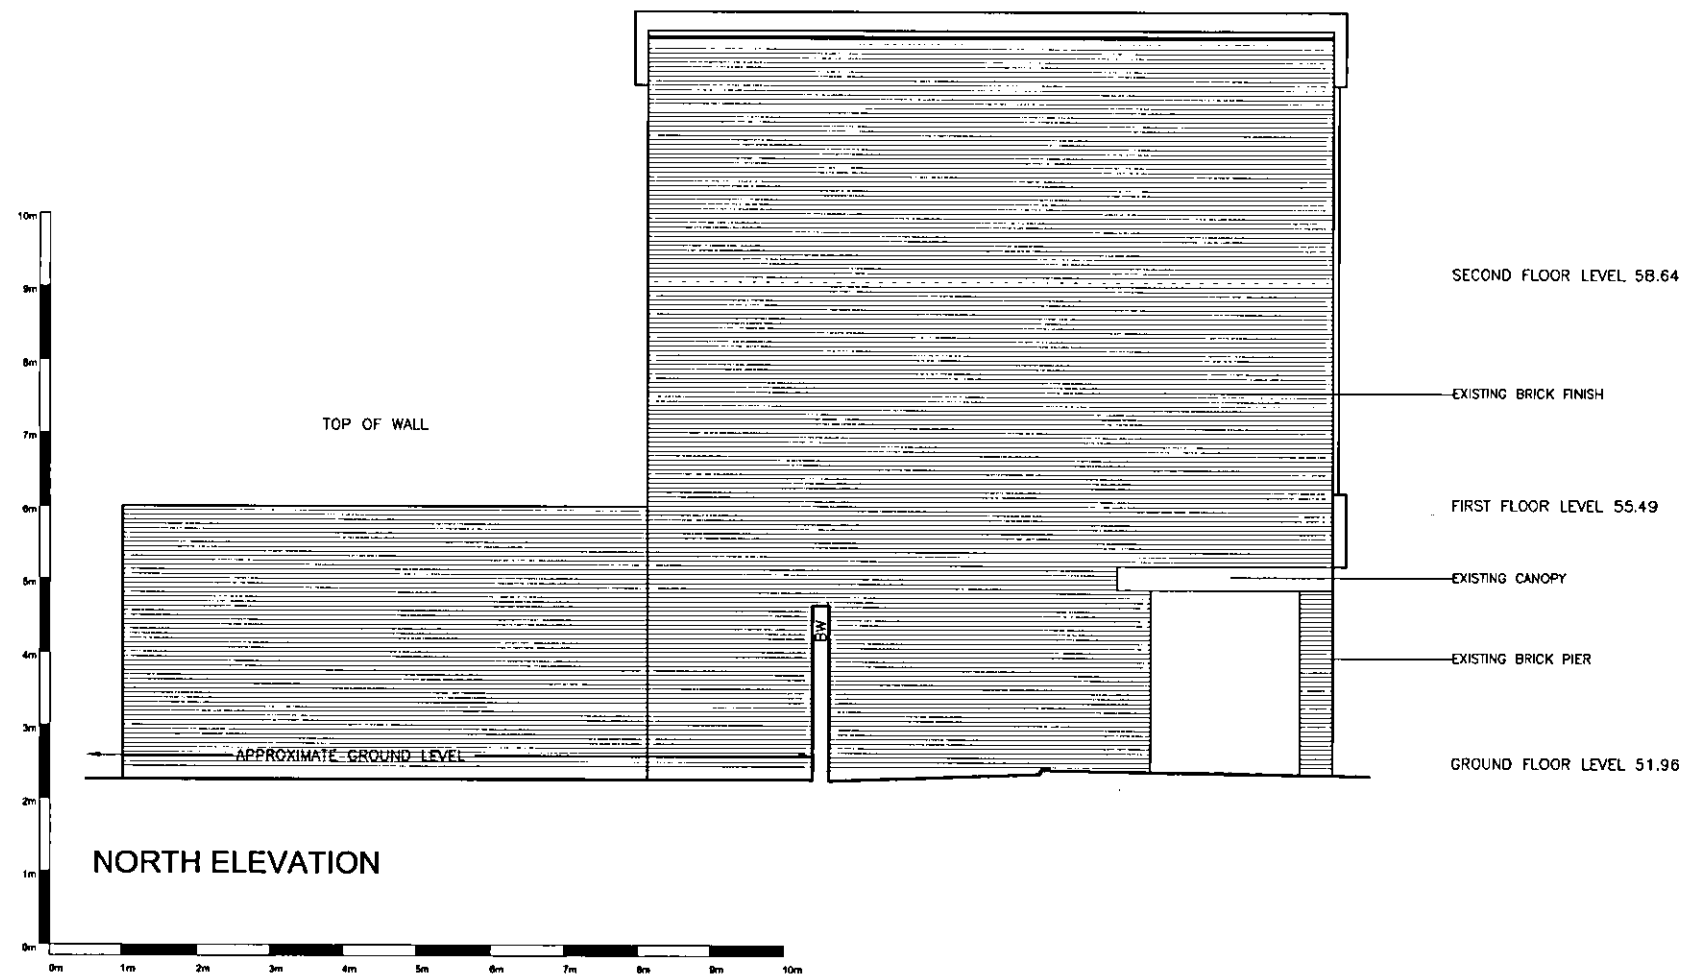 10m
9m
SECOND FLOOR LEVEL 58.64
8m
EXISTING BRICK FINISH
TOP OF WALL
7m
6m
FIRST FLOOR LEVEL 55.49
5m
EXISTING CANOPY
BW
4m
EXISTING BRICK PIER
3m
APPROXIMATE GROUND LEVEL
GROUND FLOOR LEVEL 51.96
2m
NORTH ELEVATION
1m
0m
0m 1m 2m 3m 4m 5m 6m 7m 8m 9m 10m